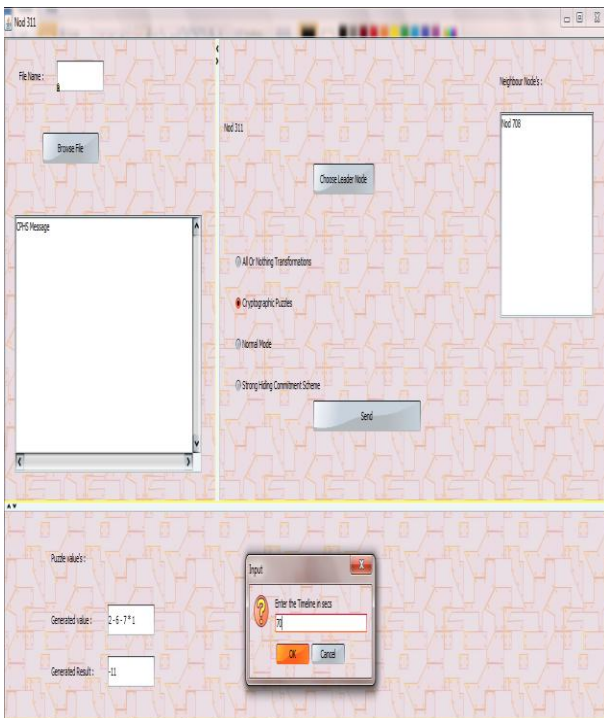 Nod 311
File Name :
Browse File
CPHS Message
Nod 311
Choose Leader Node
All Or Nothing Transformations
Cryptographic Puzzles
Normal Mode
Strong Hiding Commitment Scheme
Send
Neighbour Node's :
Nod 708
Puzzle value's :
Generated value :
2 - 6 - 7 * 1
Generated Result :
-11
Input
Enter the Timeline in secs
70
OK
Cancel